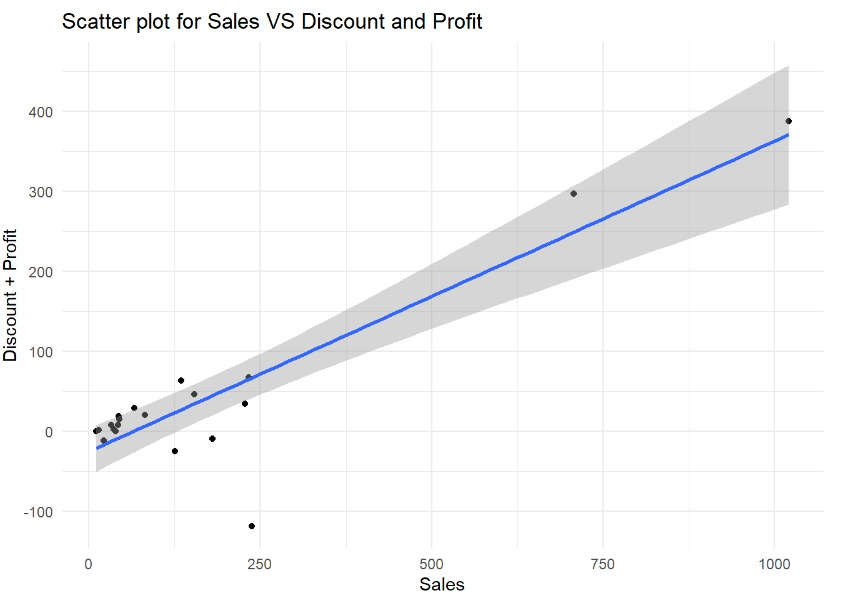 Scatter plot for Sales VS Discount and Profit
Discount + Profit
400
300
200
100
0
-100
0 250 500 750 1000
Sales